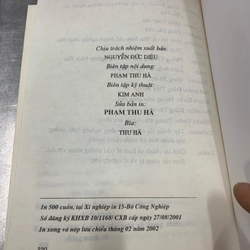 Chịu trách nhiệm xuất bản:
NGUYỄN ĐỨC DIỆU
Biên tập nội dung:
PHẠM THU HÀ
Biên tập kỹ thuật:
KIM ANH
Sửa bản in:
PHẠM THU HÀ
Bìa:
THU HÀ
In 500 cuốn, tại Xí nghiệp in 15-Bộ Công Nghiệp
Số đăng ký KHXB 10/1168/ CXB cấp ngày 27/08/2001
In xong và nộp lưu chiểu tháng 02 năm 2002